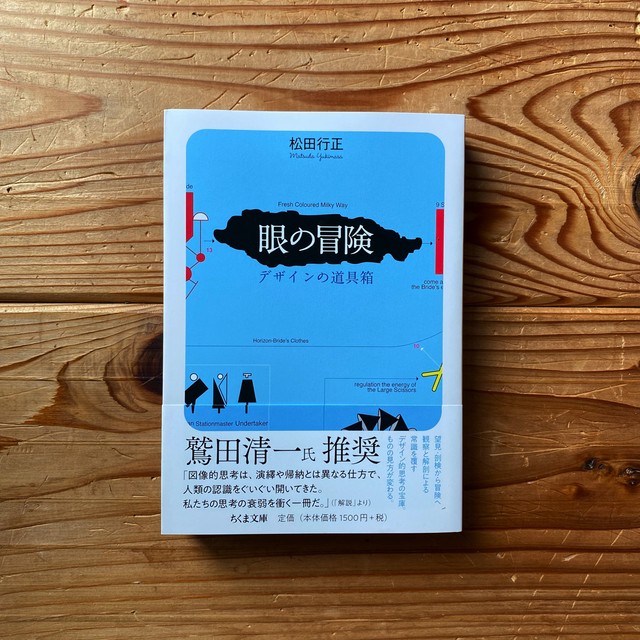 松田行正
Matsuda Yukimasa
de
Fresh Coloured Milky Way
9 S
13
眼の冒険
デザインの道具箱
come a
the Bride's e
Horizon-Bride's Clothes
10
regulation the energy of
the Large Scissors
Stationmaster Undertaker
鷲田清一氏 推奨
「図像的思考は、演繹や帰納とは異なる仕方で、
人類の認識をぐいぐい開いてきた。
私たちの思考の衰弱を衝く一冊だ。」(「解説」より)
ちくま文庫 定価(本体価格1500円+税)
望見・剖検から冒険へ
観察と解剖による
常識を覆す
デザイン的思考の宝庫。
ものの見方が変わる。